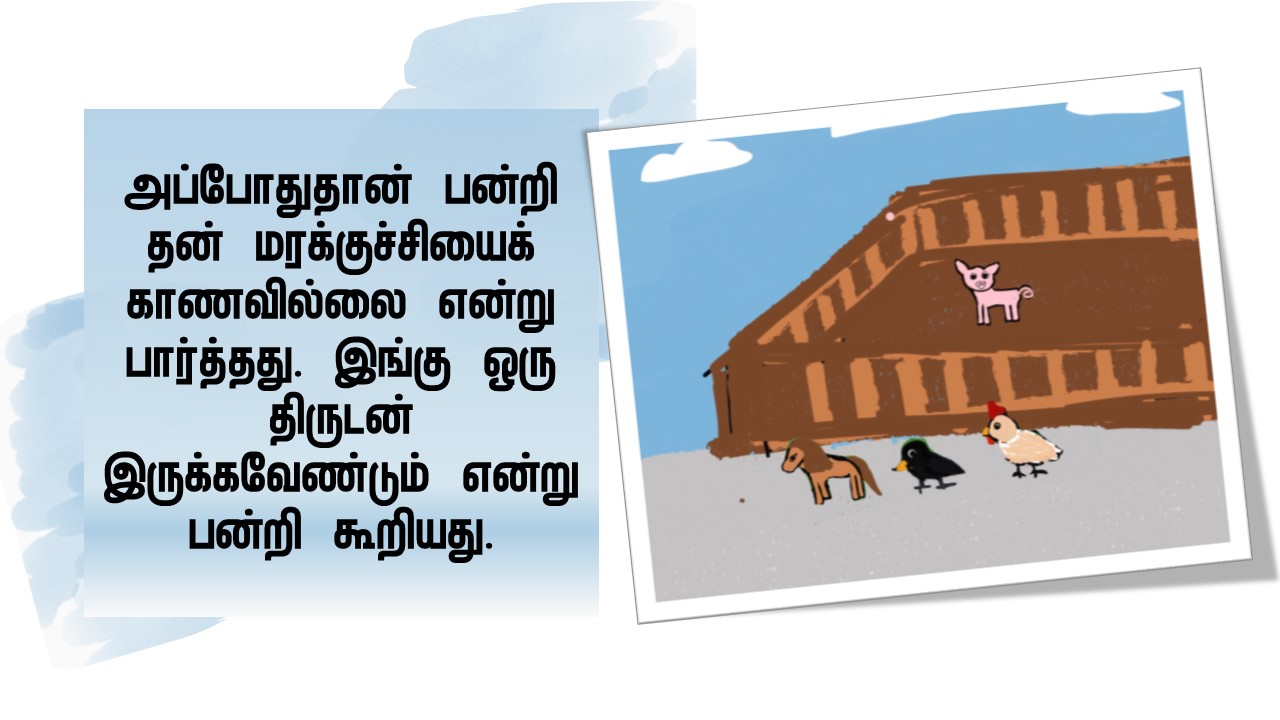 அப்போதுதான் பன்றி
தன் மரக்குச்சியைக்
காணவில்லை என்று
பார்த்தது. இங்கு ஒரு
திருடன்
இருக்கவேண்டும் என்று
பன்றி கூறியது.